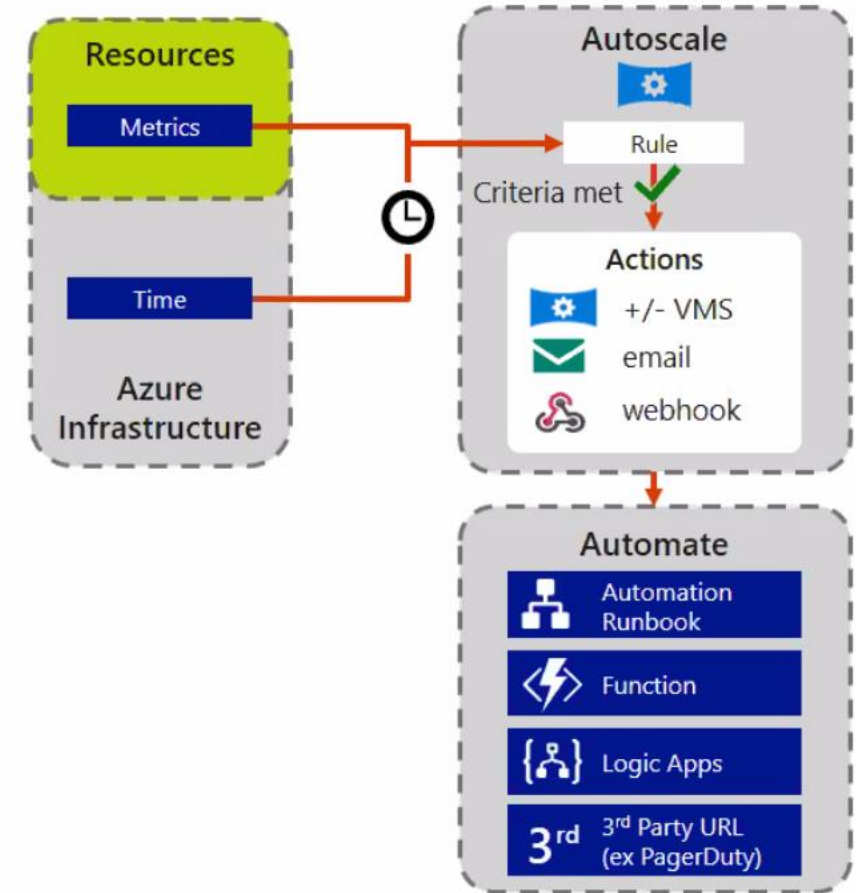 Resources
Metrics
Time
Azure
Infrastructure
Autoscale
Rule
Criteria met
Actions
+/- VMS
email
webhook
Automate
Automation
Runbook
Function
Logic Apps
3rd
3rd Party URL
(ex PagerDuty)